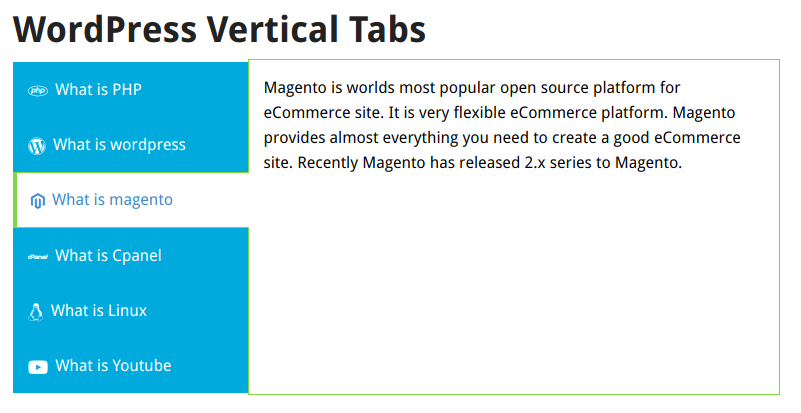 WordPress Vertical Tabs
php What is PHP
What is wordpress
What is magento
cPanel What is Cpanel
What is Linux
What is Youtube
Magento is worlds most popular open source platform for
eCommerce site. It is very flexible eCommerce platform. Magento
provides almost everything you need to create a good eCommerce
site. Recently Magento has released 2.x series to Magento.